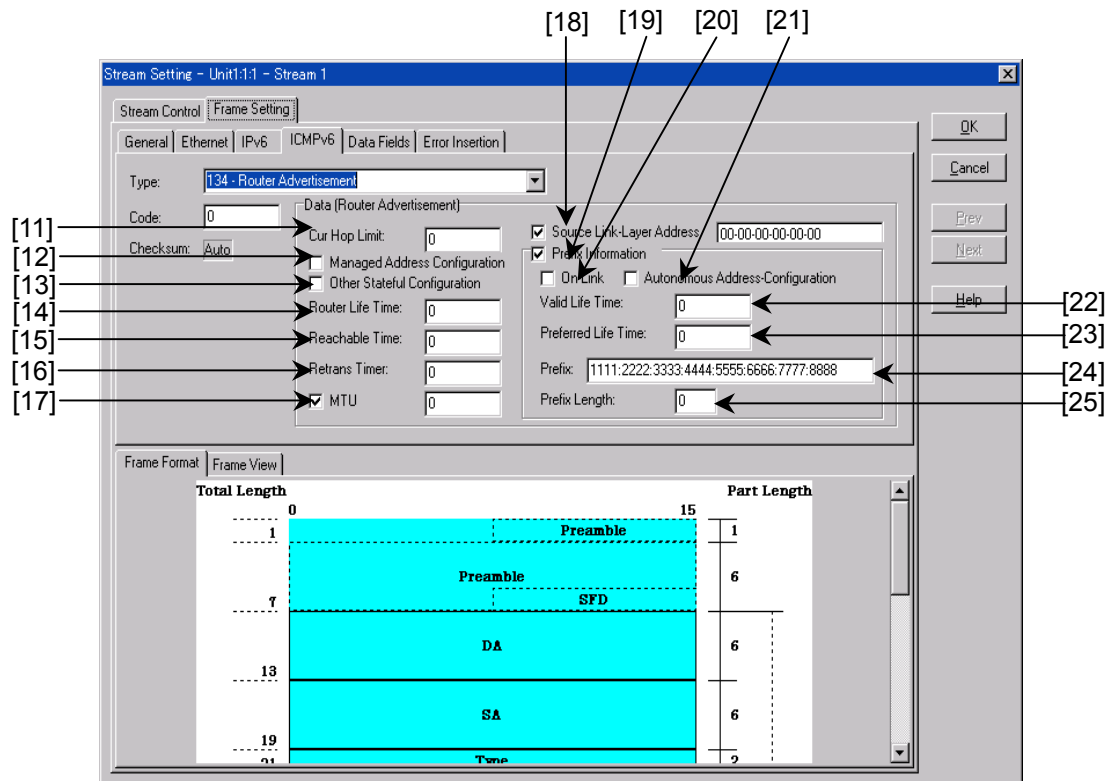 [18] [19] [20] [21]
Stream Setting - Unit1:1:1 - Stream 1
Stream Control Frame Setting
OK
General Ethernet IPv6 ICMPv6 Data Fields Error Insertion
Cancel
Type: 134 - Router Advertisement
Prev
Next
Help
Code: 0
Checksum: Auto
Data (Router Advertisement)
[11] Cur Hop Limit: 0
[12] Managed Address Configuration
[13] Other Stateful Configuration
[14] Router Life Time: 0
[15] Reachable Time: 0
[16] Retrans Timer: 0
[17] MTU 0
Source Link-Layer Address 00-00-00-00-00-00
Prefix Information
On Link Autonomous Address-Configuration
Valid Life Time: 0 [22]
Preferred Life Time: 0 [23]
Prefix: 1111:2222:3333:4444:5555:6666:7777:8888 [24]
Prefix Length: 0 [25]
Frame Format Frame View
Total Length Part Length
0 15
1 Preamble 1
Preamble 6
7 SFD
DA 6
13
SA 6
19
21 Type 2